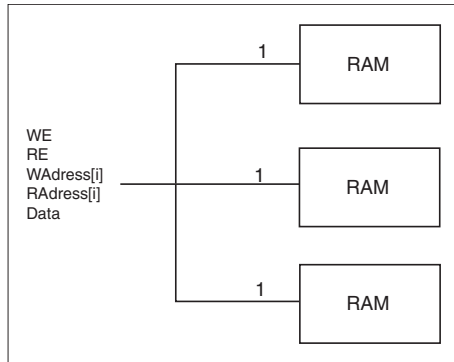 1
RAM
WE
RE
WAdress[i]
RAdress[i]
Data
1
RAM
1
RAM